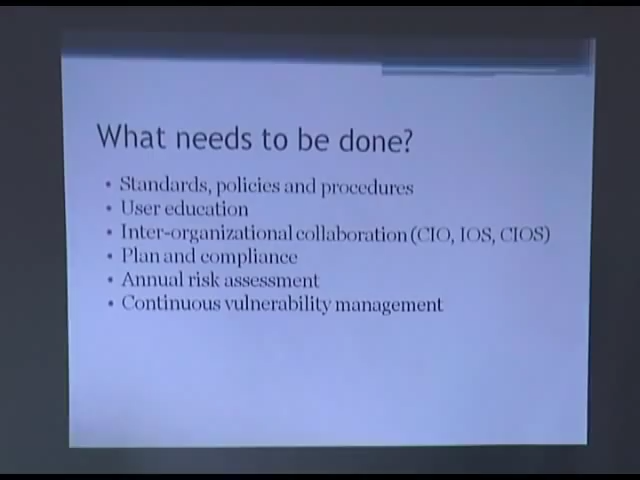 What needs to be done?
• Standards, policies and procedures
• User education
• Inter-organizational collaboration (CIO, IOS, CIOS)
• Plan and compliance
• Annual risk assessment
• Continuous vulnerability management